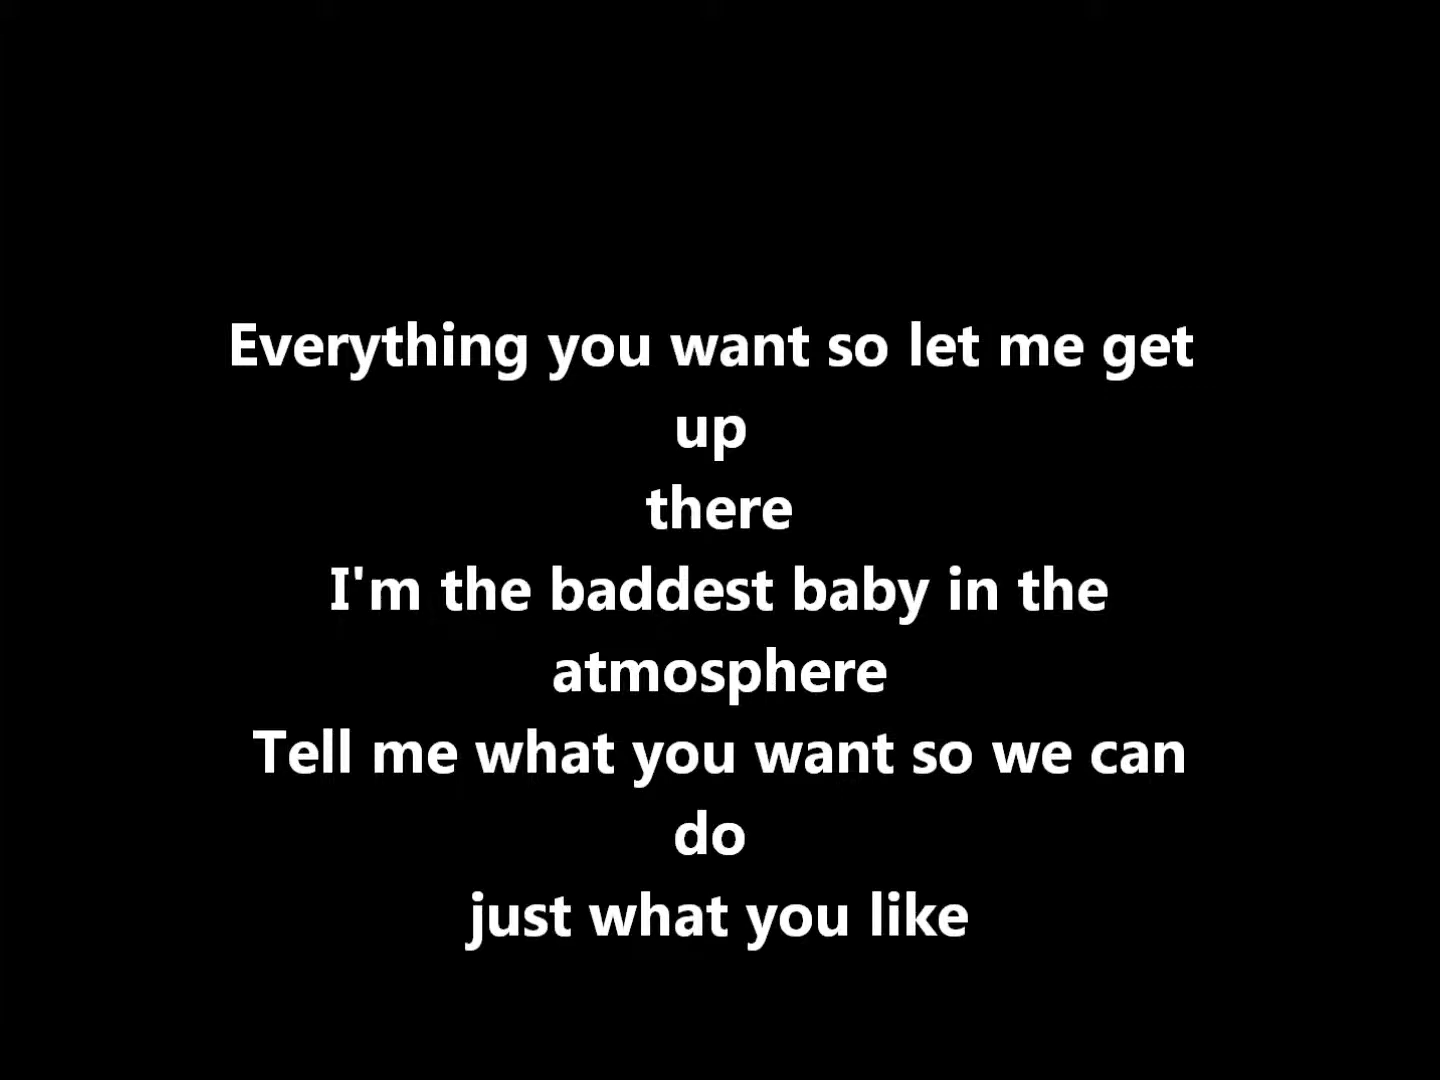 Everything you want so let me get
up
there
I'm the baddest baby in the
atmosphere
Tell me what you want so we can
do
just what you like